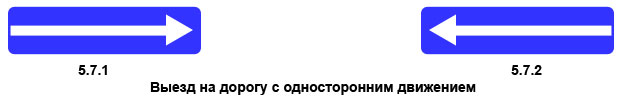 5.7.1 5.7.2
Выезд на дорогу с односторонним движением